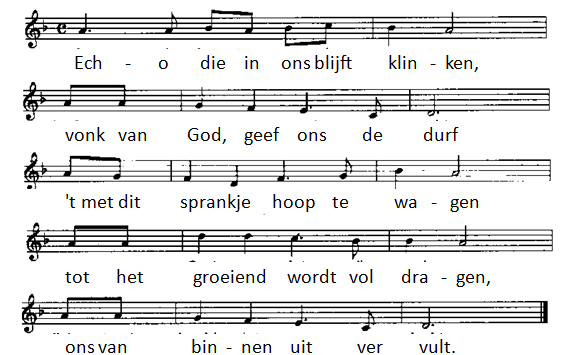 Ech - o die in ons blijft klin - ken,
vonk van God, geef ons de durf
't met dit sprankje hoop te wa - gen
tot het groeiend wordt vol dra - gen,
ons van bin - nen uit ver vult.